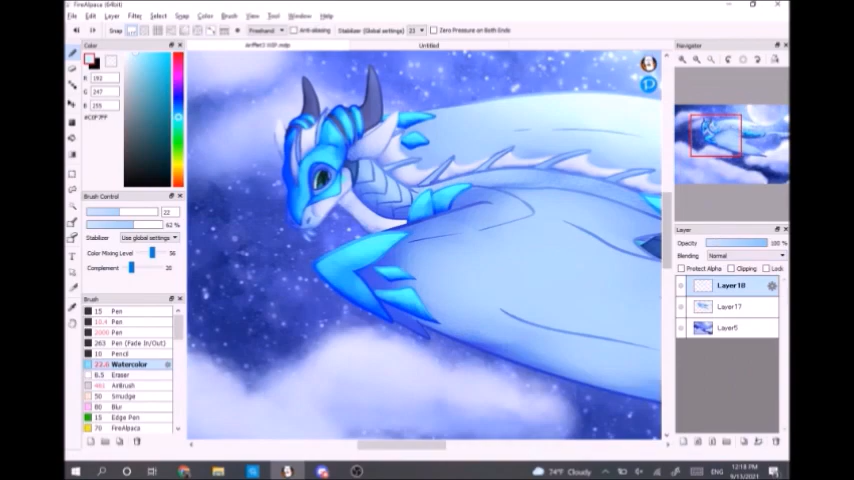 FireAlpaca (64bit)
File Edit Layer Filter Select Snap Color Brush View Tool Window Help
Snap Freehand Anti-aliasing Stabilizer (Global settings) 23 Zero Pressure on Both Ends
Untitled
Color
R 192
G 247
B 255
#C0F7FF
Brush Control
22
62 %
Stabilizer Use global settings
Color Mixing Level 36
Complement 20
Brush
15 Pen
10.4 Pen
2000 Pen
263 Pen (Fade In/Out)
10 Pencil
Watercolor
8.5 Eraser
461 AirBrush
50 Smudge
60 Blur
15 Edge Pen
70 FireAlpaca
Navigator
Layer
Opacity 100 %
Blending Normal
Protect Alpha Clipping Lock
Layer18
Layer17
Layer5
74°F Cloudy
ENG
12:18 PM
9/13/2021